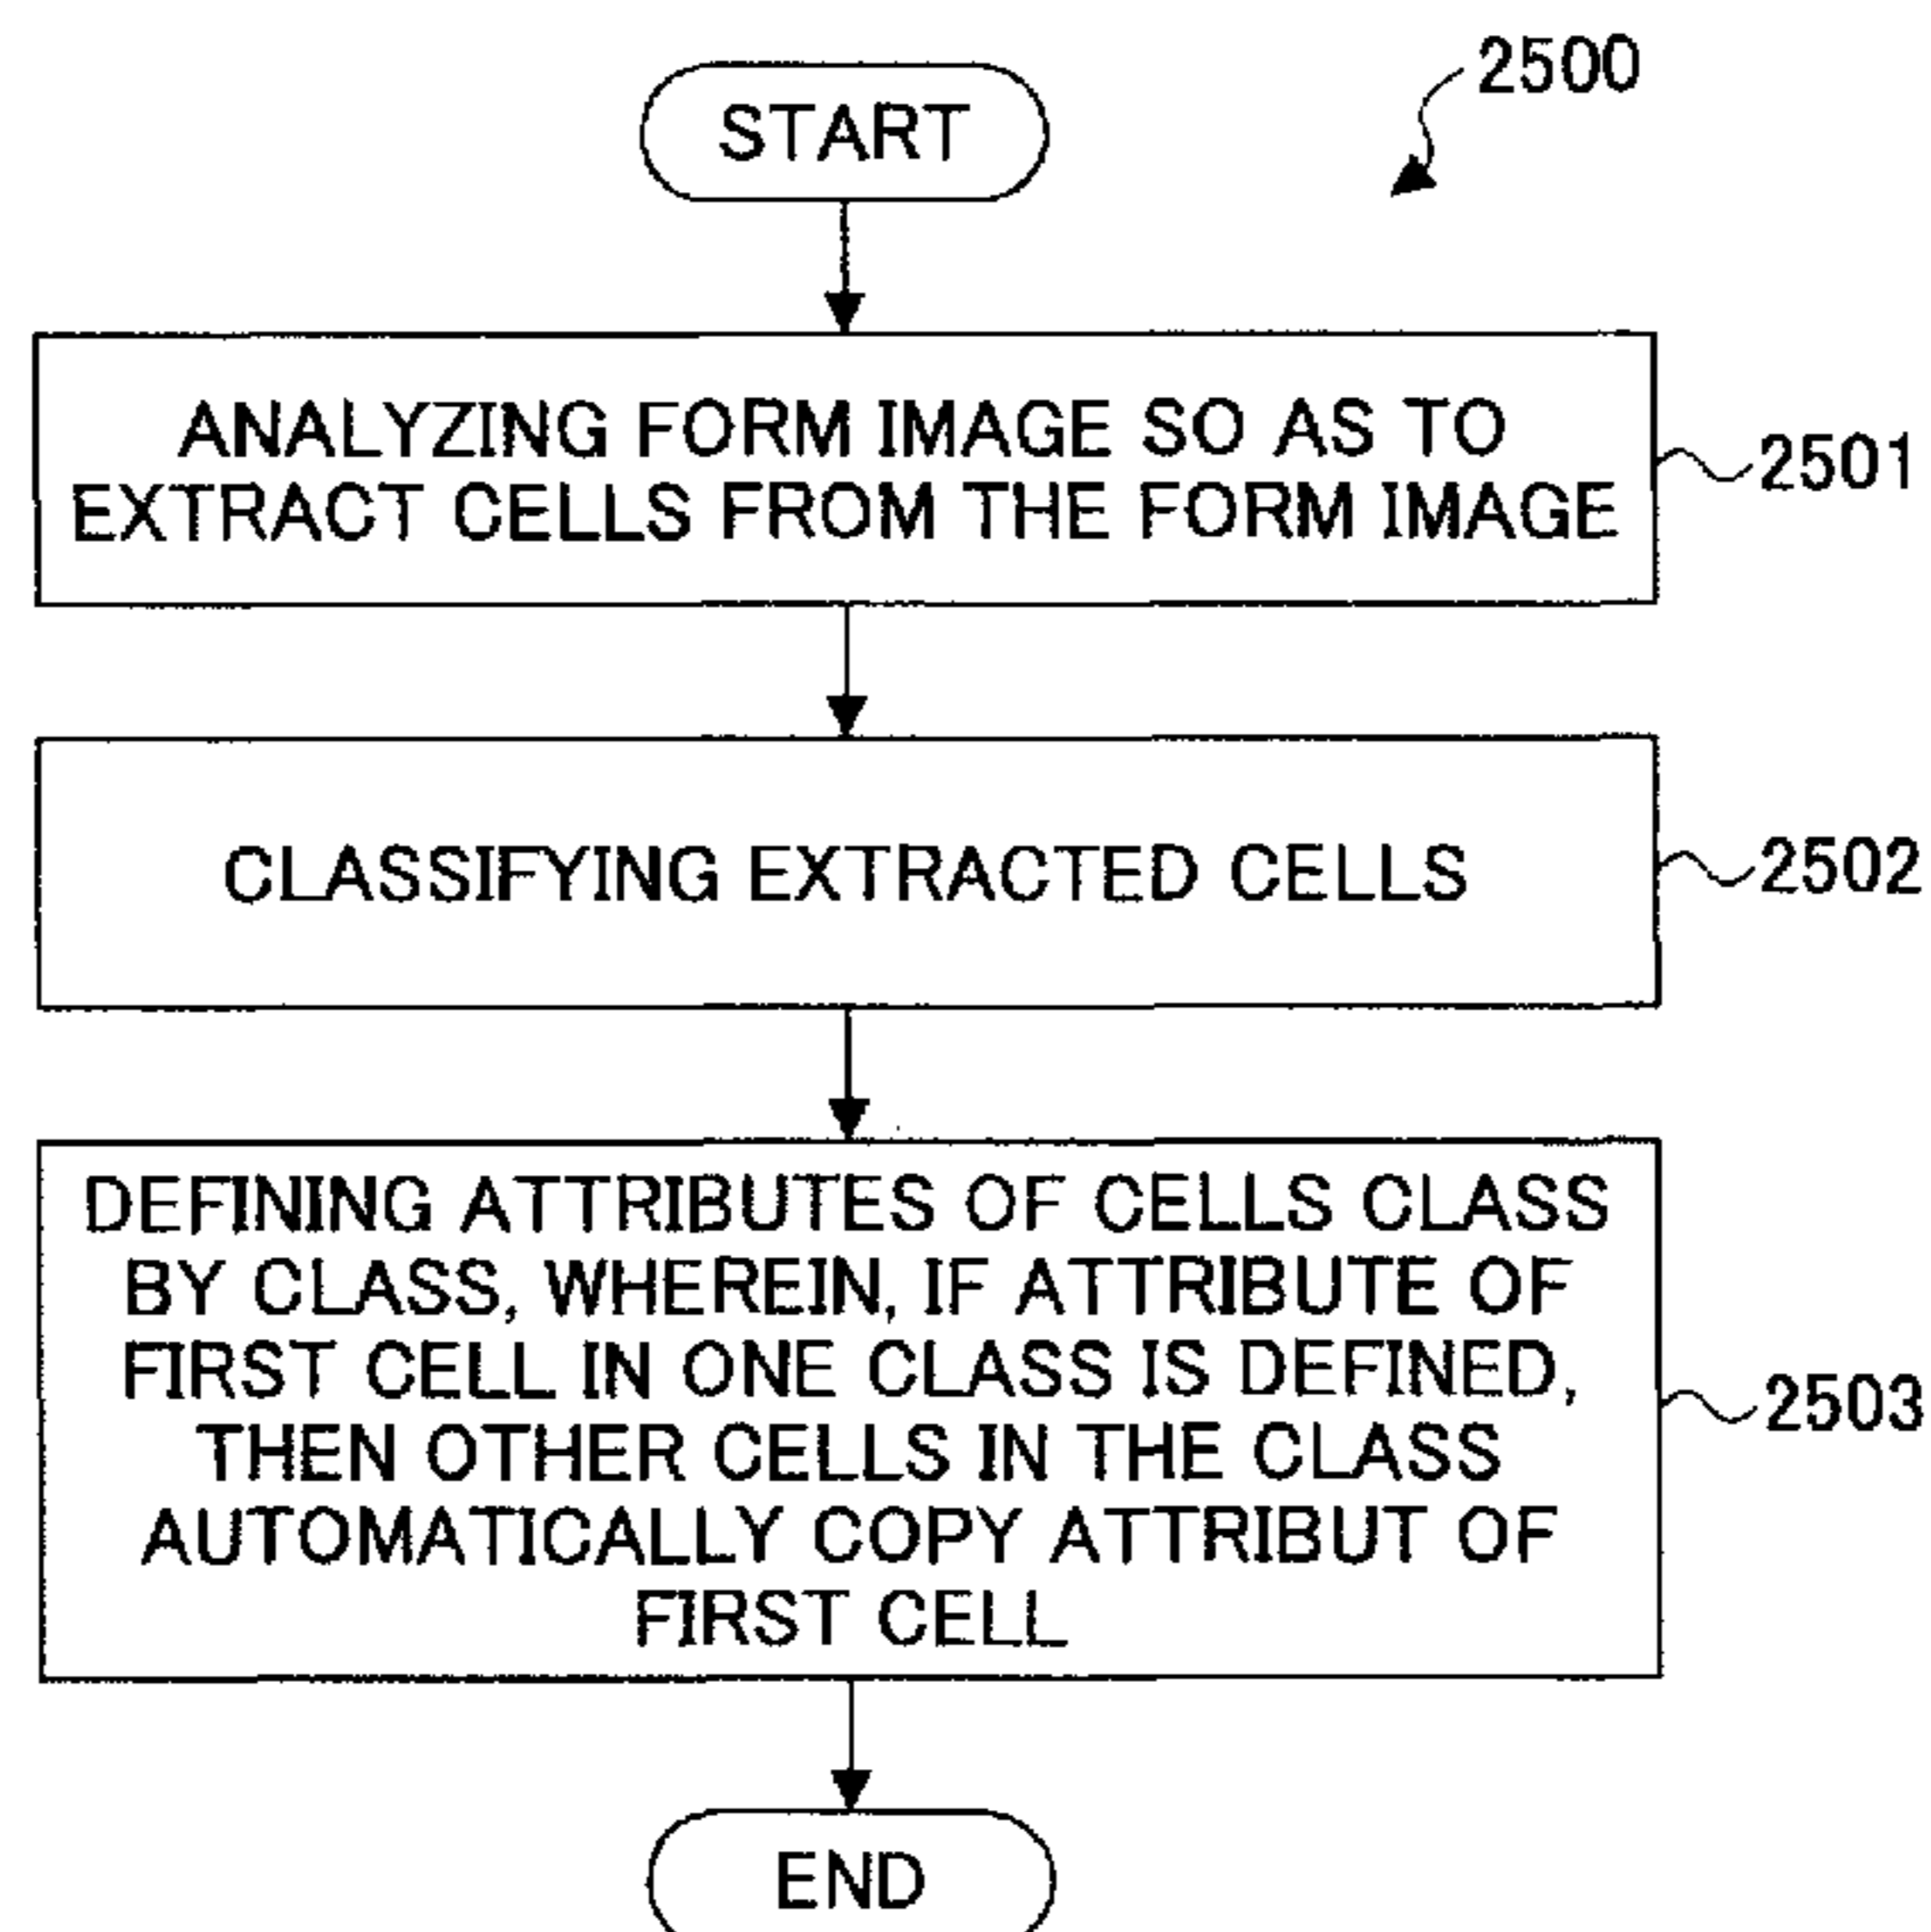 2500
START
ANALYZING FORM IMAGE SO AS TO
EXTRACT CELLS FROM THE FORM IMAGE
2501
CLASSIFYING EXTRACTED CELLS
2502
DEFINING ATTRIBUTES OF CELLS CLASS
BY CLASS, WHEREIN, IF ATTRIBUTE OF
FIRST CELL IN ONE CLASS IS DEFINED,
THEN OTHER CELLS IN THE CLASS
AUTOMATICALLY COPY ATTRIBUT OF
FIRST CELL
2503
END